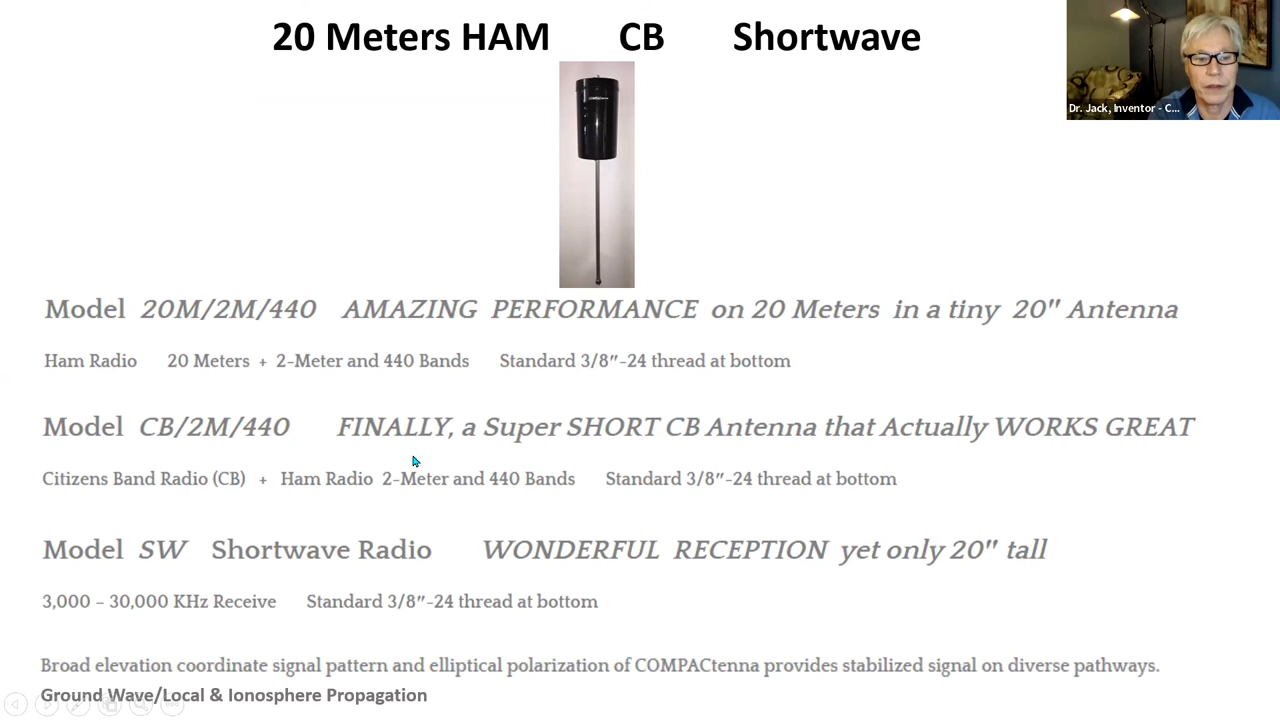 20 Meters HAM CB Shortwave
Dr. Jack, Inventor - C...
Model 20M/2M/440 AMAZING PERFORMANCE on 20 Meters in a tiny 20" Antenna
Ham Radio 20 Meters + 2-Meter and 440 Bands Standard 3/8″-24 thread at bottom
Model CB/2M/440 FINALLY, a Super SHORT CB Antenna that Actually WORKS GREAT
Citizens Band Radio (CB) + Ham Radio 2-Meter and 440 Bands Standard 3/8″-24 thread at bottom
Model SW Shortwave Radio WONDERFUL RECEPTION yet only 20" tall
3,000 – 30,000 KHz Receive Standard 3/8″-24 thread at bottom
Broad elevation coordinate signal pattern and elliptical polarization of COMPACtenna provides stabilized signal on diverse pathways.
Ground Wave/Local & Ionosphere Propagation